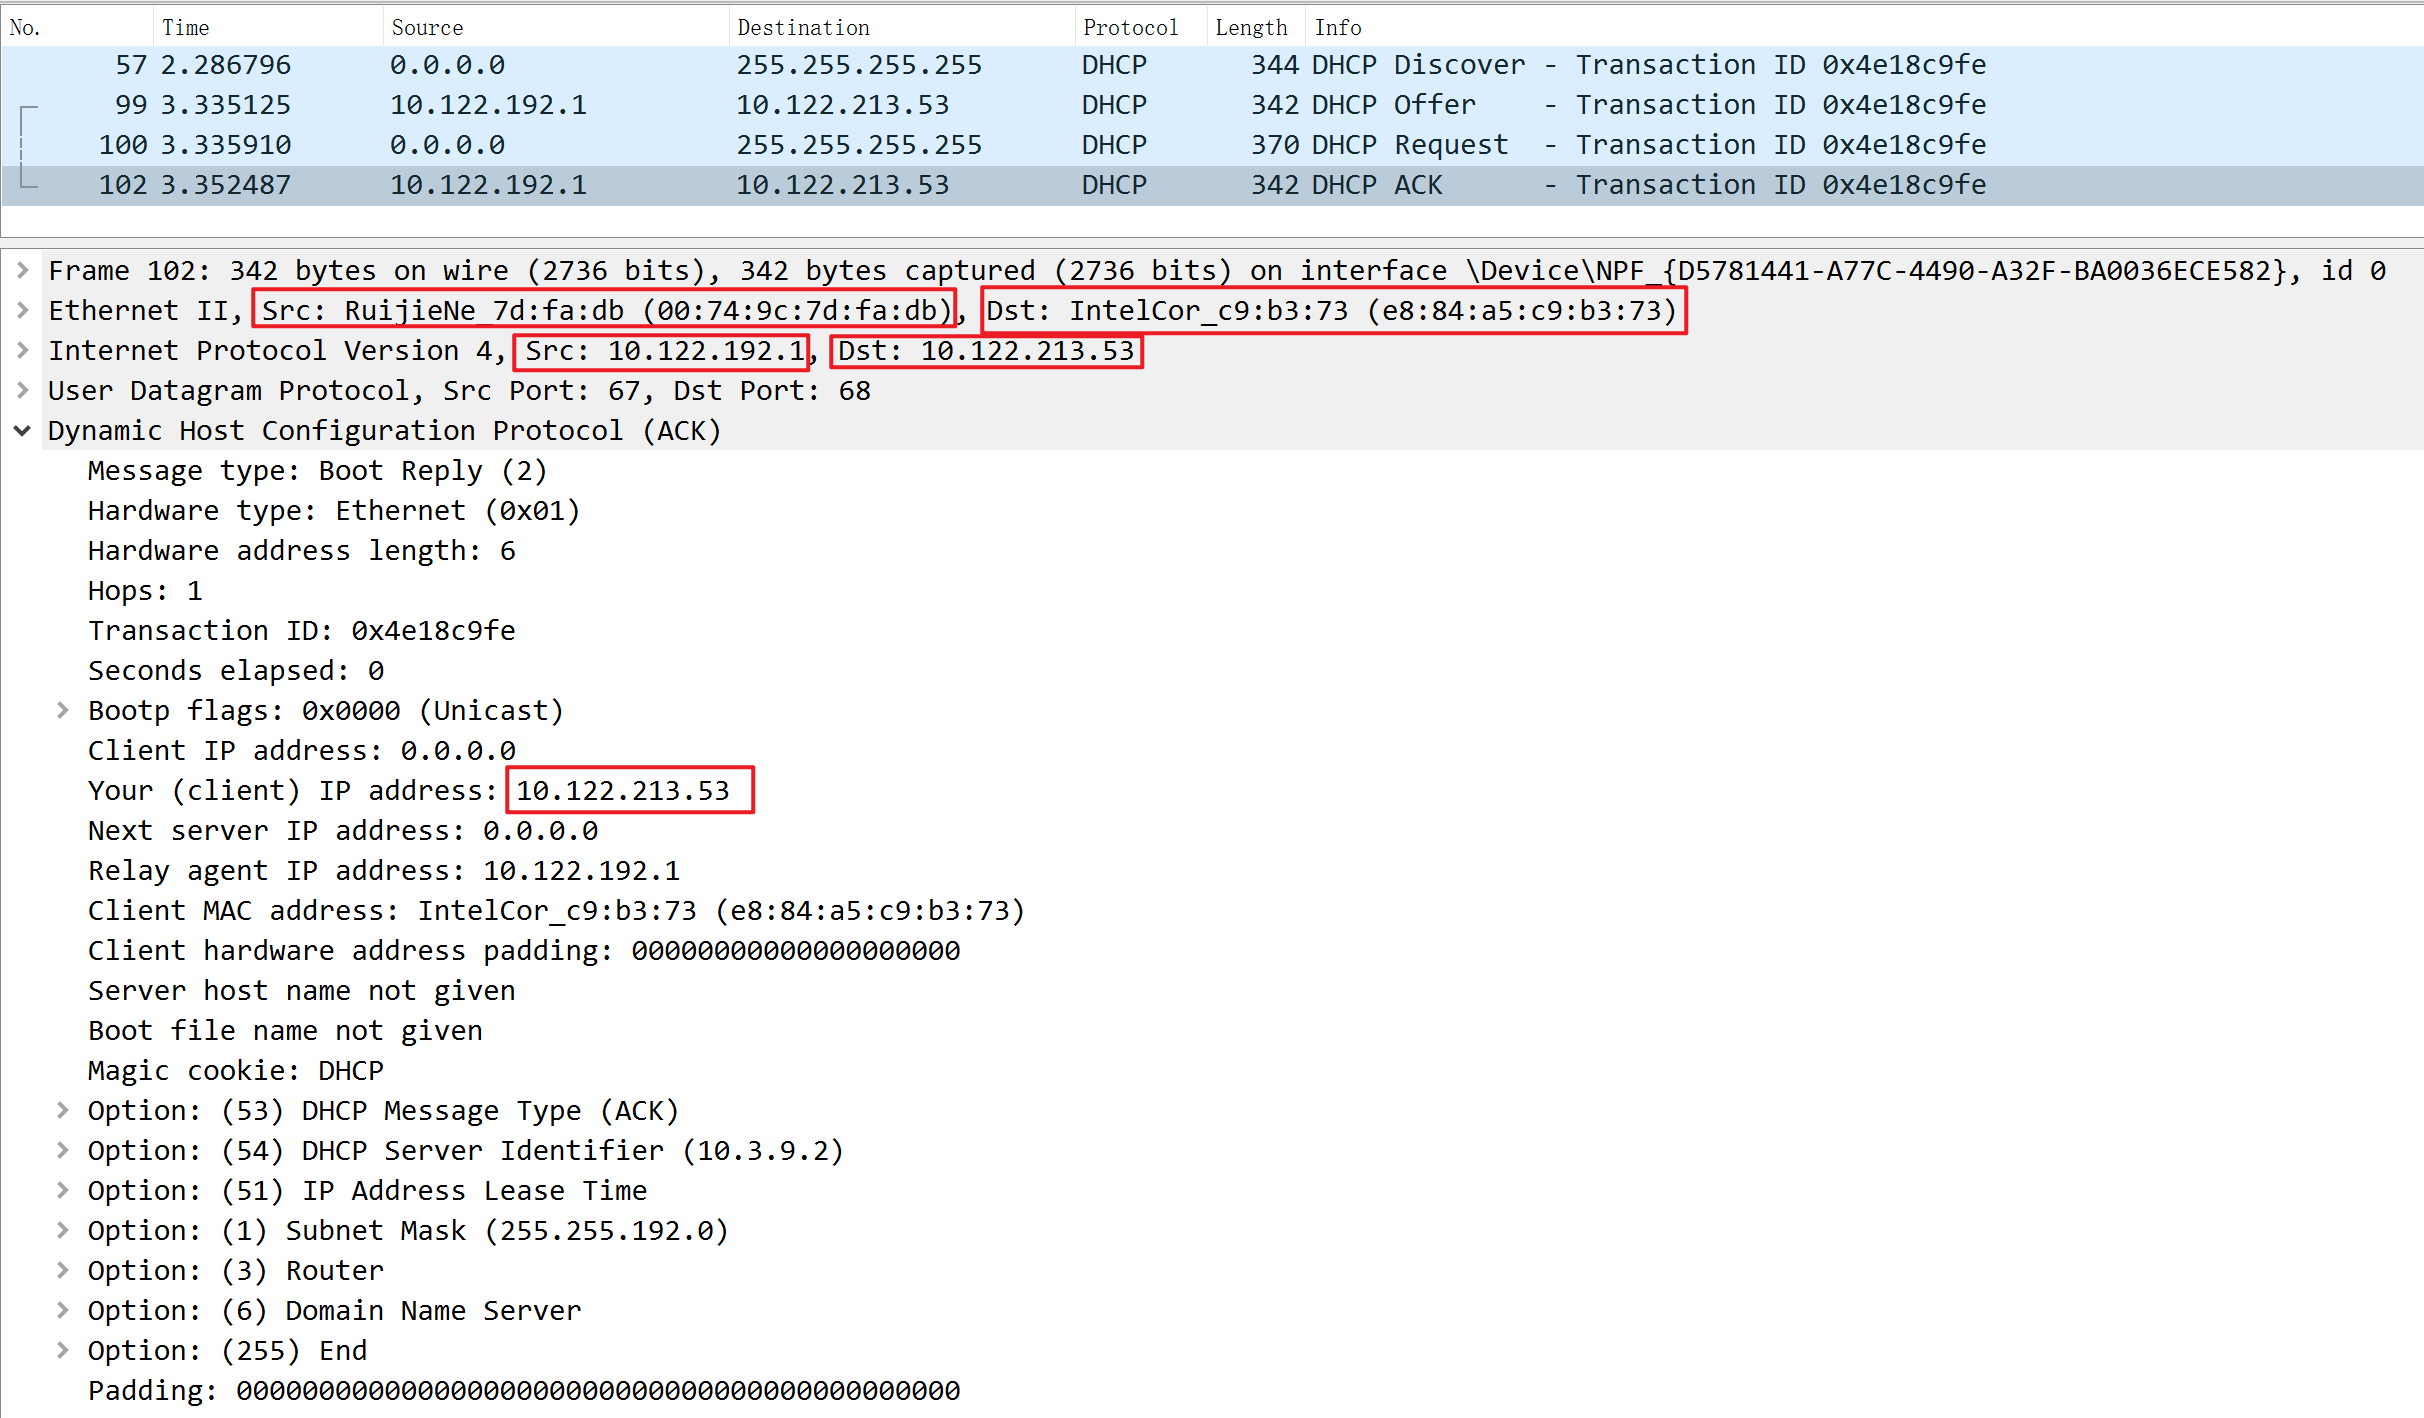 No. Time Source Destination Protocol Length Info
57 2.286796 0.0.0.0 255.255.255.255 DHCP 344 DHCP Discover - Transaction ID 0x4e18c9fe
99 3.335125 10.122.192.1 10.122.213.53 DHCP 342 DHCP Offer - Transaction ID 0x4e18c9fe
100 3.335910 0.0.0.0 255.255.255.255 DHCP 370 DHCP Request - Transaction ID 0x4e18c9fe
102 3.352487 10.122.192.1 10.122.213.53 DHCP 342 DHCP ACK - Transaction ID 0x4e18c9fe
Frame 102: 342 bytes on wire (2736 bits), 342 bytes captured (2736 bits) on interface \Device\NPF_{D5781441-A77C-4490-A32F-BA0036ECE582}, id 0
Ethernet II, Src: RuijieNe_7d:fa:db (00:74:9c:7d:fa:db), Dst: IntelCor_c9:b3:73 (e8:84:a5:c9:b3:73)
Internet Protocol Version 4, Src: 10.122.192.1, Dst: 10.122.213.53
User Datagram Protocol, Src Port: 67, Dst Port: 68
Dynamic Host Configuration Protocol (ACK)
Message type: Boot Reply (2)
Hardware type: Ethernet (0x01)
Hardware address length: 6
Hops: 1
Transaction ID: 0x4e18c9fe
Seconds elapsed: 0
Bootp flags: 0x0000 (Unicast)
Client IP address: 0.0.0.0
Your (client) IP address: 10.122.213.53
Next server IP address: 0.0.0.0
Relay agent IP address: 10.122.192.1
Client MAC address: IntelCor_c9:b3:73 (e8:84:a5:c9:b3:73)
Client hardware address padding: 00000000000000000000
Server host name not given
Boot file name not given
Magic cookie: DHCP
Option: (53) DHCP Message Type (ACK)
Option: (54) DHCP Server Identifier (10.3.9.2)
Option: (51) IP Address Lease Time
Option: (1) Subnet Mask (255.255.192.0)
Option: (3) Router
Option: (6) Domain Name Server
Option: (255) End
Padding: 00000000000000000000000000000000000000000000